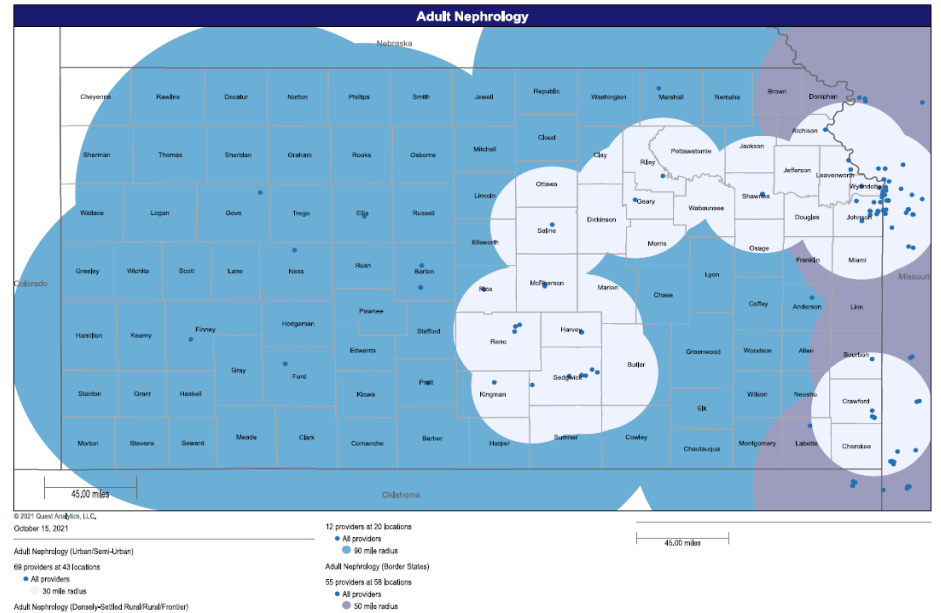 Adult Nephrology
Nebraska
Cheyenne Rawlins Decatur Norton Phillips Smith Jewell Republic Washington Marshall Nemaha Brown Doniphan
Sherman Thomas Sheridan Graham Rooks Osborne Mitchell Cloud Clay Riley Pottawatomie Jackson Atchison
Jefferson Leavenworth
Wallace Logan Gove Trego Ellis Russell Lincoln Ottawa Saline Dickinson Geary Wabaunsee Shawnee Douglas Johnson Wyandotte
Greeley Wichita Scott Lane Ness Rush Barton Ellsworth Morris Osage Franklin Miami
Colorado Missouri
Rice McPherson Marion Chase Lyon Coffey Anderson Linn
Hamilton Kearny Finney Hodgeman Pawnee Stafford Reno Harvey
Gray Ford Edwards Sedgwick Butler Greenwood Woodson Allen Bourbon
Stanton Grant Haskell Kiowa Pratt Kingman Elk Wilson Neosho Crawford
Morton Stevens Seward Meade Clark Comanche Barber Harper Sumner Cowley Chautauqua Montgomery Labette Cherokee
45.00 miles
Oklahoma
© 2021 Quest Analytics, LLC.
October 15, 2021
Adult Nephrology (Urban/Semi-Urban)
69 providers at 43 locations
All providers
30 mile radius
Adult Nephrology (Densely-Settled Rural/Rural/Frontier)
12 providers at 20 locations
All providers
90 mile radius
Adult Nephrology (Border States)
55 providers at 58 locations
All providers
50 mile radius
45.00 miles